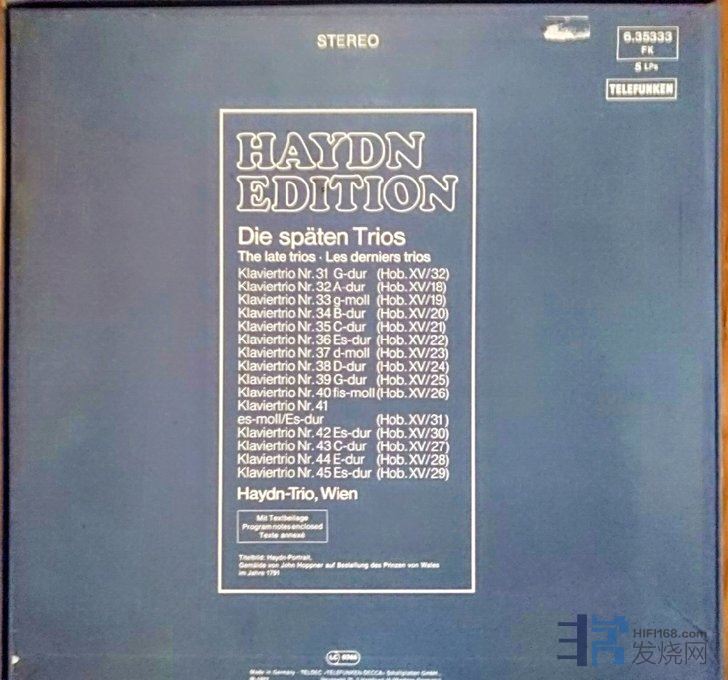 STEREO
6.35333
FK
5 LPs
TELEFUNKEN
HAYDN
EDITION
Die späten Trios
The late trios · Les derniers trios
Klaviertrio Nr. 31 G-dur (Hob. XV/32)
Klaviertrio Nr. 32 A-dur (Hob. XV/18)
Klaviertrio Nr. 33 g-moll (Hob. XV/19)
Klaviertrio Nr. 34 B-dur (Hob. XV/20)
Klaviertrio Nr. 35 C-dur (Hob. XV/21)
Klaviertrio Nr. 36 Es-dur (Hob. XV/22)
Klaviertrio Nr. 37 d-moll (Hob. XV/23)
Klaviertrio Nr. 38 D-dur (Hob. XV/24)
Klaviertrio Nr. 39 G-dur (Hob. XV/25)
Klaviertrio Nr. 40 fis-moll (Hob. XV/26)
Klaviertrio Nr. 41
es-moll/Es-dur (Hob. XV/31)
Klaviertrio Nr. 42 Es-dur (Hob. XV/30)
Klaviertrio Nr. 43 C-dur (Hob. XV/27)
Klaviertrio Nr. 44 E-dur (Hob. XV/28)
Klaviertrio Nr. 45 Es-dur (Hob. XV/29)
Haydn-Trio, Wien
Mit Textbeilage
Program notes enclosed
Texte annexé
Titelbild: Haydn-Portrait,
Gemälde von John Hoppner auf Bestellung des Prinzen von Wales
im Jahre 1791
LC 0366
Made in Germany · TELDEC »TELEFUNKEN-DECCA« Schallplatten GmbH
HIFI168.com
发烧网